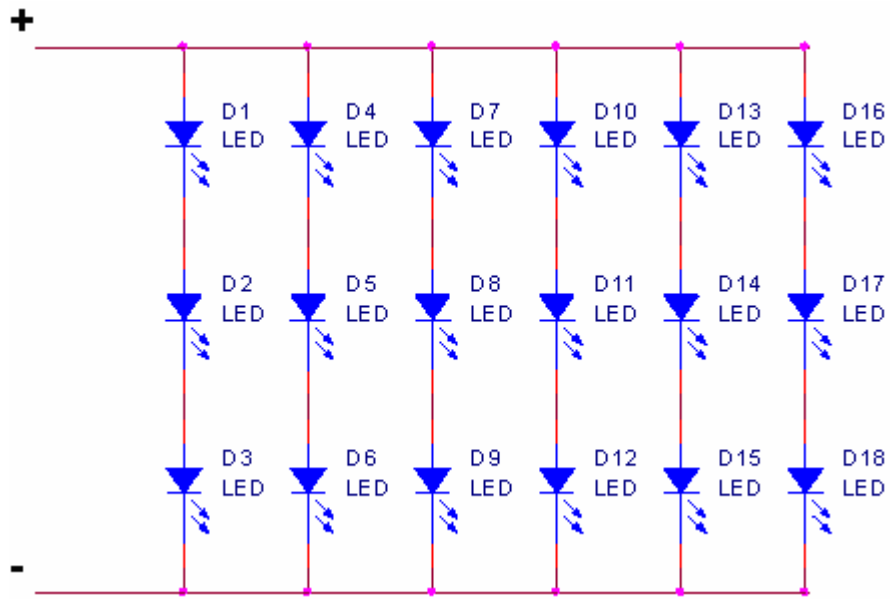 +
D1 D4 D7 D10 D13 D16
LED LED LED LED LED LED
D2 D5 D8 D11 D14 D17
LED LED LED LED LED LED
D3 D6 D9 D12 D15 D18
LED LED LED LED LED LED
-